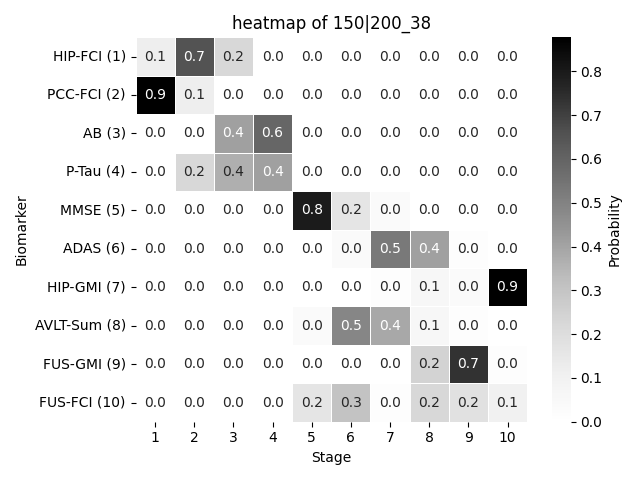 heatmap of 150|200_38
HIP-FCI (1) 0.1 0.7 0.2 0.0 0.0 0.0 0.0 0.0 0.0 0.0
PCC-FCI (2) 0.9 0.1 0.0 0.0 0.0 0.0 0.0 0.0 0.0 0.0
AB (3) 0.0 0.0 0.4 0.6 0.0 0.0 0.0 0.0 0.0 0.0
P-Tau (4) 0.0 0.2 0.4 0.4 0.0 0.0 0.0 0.0 0.0 0.0
MMSE (5) 0.0 0.0 0.0 0.0 0.8 0.2 0.0 0.0 0.0 0.0
ADAS (6) 0.0 0.0 0.0 0.0 0.0 0.0 0.5 0.4 0.0 0.0
HIP-GMI (7) 0.0 0.0 0.0 0.0 0.0 0.0 0.0 0.1 0.0 0.9
AVLT-Sum (8) 0.0 0.0 0.0 0.0 0.0 0.5 0.4 0.1 0.0 0.0
FUS-GMI (9) 0.0 0.0 0.0 0.0 0.0 0.0 0.0 0.2 0.7 0.0
FUS-FCI (10) 0.0 0.0 0.0 0.0 0.2 0.3 0.0 0.2 0.2 0.1
1 2 3 4 5 6 7 8 9 10
Stage
Biomarker
0.8
0.7
0.6
0.5
0.4
0.3
0.2
0.1
0.0
Probability